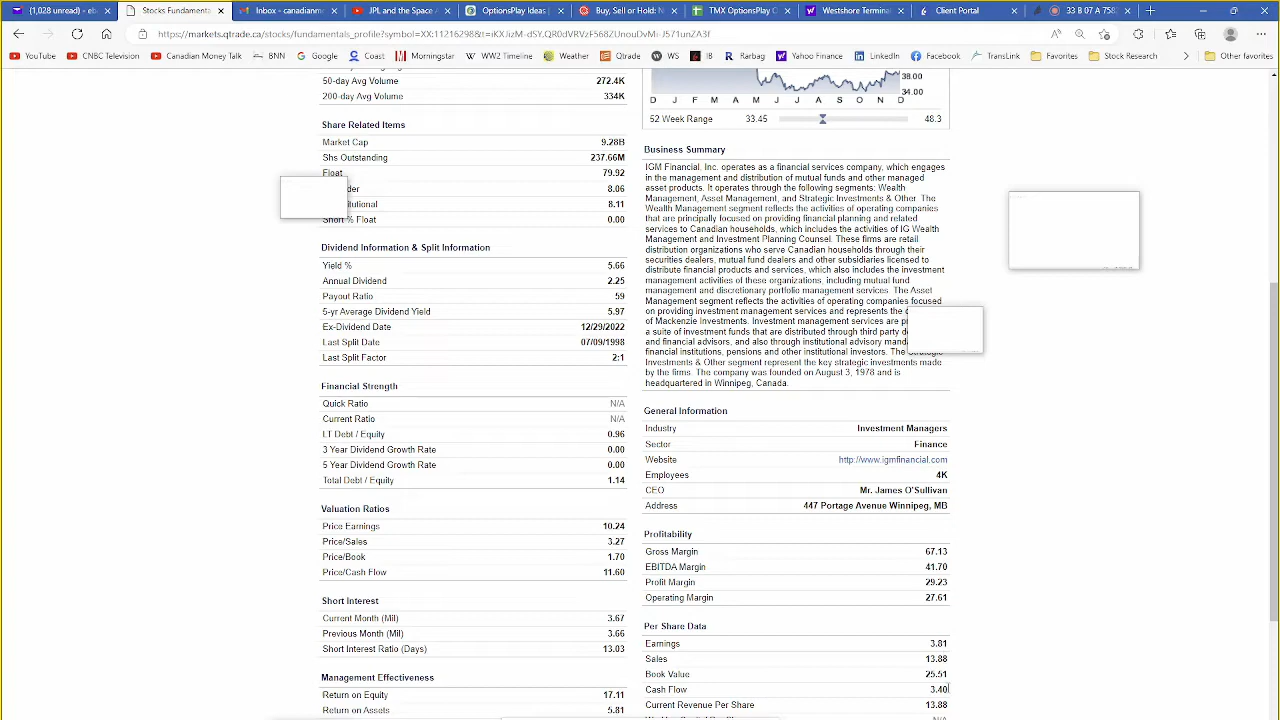 (1,028 unread) - eb
Stocks Fundamenta
Inbox - canadianm
JPL and the Space
OptionsPlay Ideas
Buy, Sell or Hold: N
TMX OptionsPlay C
Westshore Terminal
Client Portal
33 B 07 A 758
https://markets.qtrade.ca/stocks/fundamentals_profile?symbol=XX:11216298&
YouTube
CNBC Television
Canadian Money
BNN
Google
Coast
Morningstar
WW2 Timeline
Weather
Qtrade
WS
IB
Rarbag
Yahoo Finance
LinkedIn
Facebook
TransLink
Favorites
Stock Research
Other favorites
50-day Avg Volume 272.4K
200-day Avg Volume 334K
Share Related Items
Market Cap 9.28B
Shs Outstanding 237.66M
Float 79.92
der 8.06
tutional 8.11
Short % Float 0.00
Dividend Information & Split Information
Yield % 5.66
Annual Dividend 2.25
Payout Ratio 59
5-yr Average Dividend Yield 5.97
Ex-Dividend Date 12/29/2022
Last Split Date 07/09/1998
Last Split Factor 2:1
Financial Strength
Quick Ratio N/A
Current Ratio N/A
LT Debt / Equity 0.96
3 Year Dividend Growth Rate 0.00
5 Year Dividend Growth Rate 0.00
Total Debt / Equity 1.14
Valuation Ratios
Price Earnings 10.24
Price/Sales 3.27
Price/Book 1.70
Price/Cash Flow 11.60
Short Interest
Current Month (Mil) 3.67
Previous Month (Mil) 3.66
Short Interest Ratio (Days) 13.03
Management Effectiveness
Return on Equity 17.11
Return on Assets 5.81
38.00
34.00
D J F M A M J J A S O N D
52 Week Range 33.45 48.3
Business Summary
IGM Financial, Inc. operates as a financial services company, which engages
in the management and distribution of mutual funds and other managed
asset products. It operates through the following segments: Wealth
Management, Asset Management, and Strategic Investments & Other. The
Wealth Management segment reflects the activities of operating companies
that are principally focused on providing financial planning and related
services to Canadian households, which includes the activities of IG Wealth
Management and Investment Planning Counsel. These firms are retail
distribution organizations who serve Canadian households through their
securities dealers, mutual fund dealers and other subsidiaries licensed to
distribute financial products and services, which also includes the investment
management activities of these organizations, including mutual fund
management and discretionary portfolio management services. The Asset
Management segment reflects the activities of operating companies focused
on providing investment management services and represents the
of Mackenzie Investments. Investment management services are
a suite of investment funds that are distributed through third party
and financial advisors, and also through institutional advisory
financial institutions, pensions and other institutional investors. The Strategic
Investments & Other segment represent the key strategic investments made
by the firms. The company was founded on August 3, 1978 and is
headquartered in Winnipeg, Canada.
General Information
Industry Investment Managers
Sector Finance
Website http://www.igmfinancial.com
Employees 4K
CEO Mr. James O'Sullivan
Address 447 Portage Avenue Winnipeg, MB
Profitability
Gross Margin 67.13
EBITDA Margin 41.70
Profit Margin 29.23
Operating Margin 27.61
Per Share Data
Earnings 3.81
Sales 13.88
Book Value 25.51
Cash Flow 3.40
Current Revenue Per Share 13.88
N/A